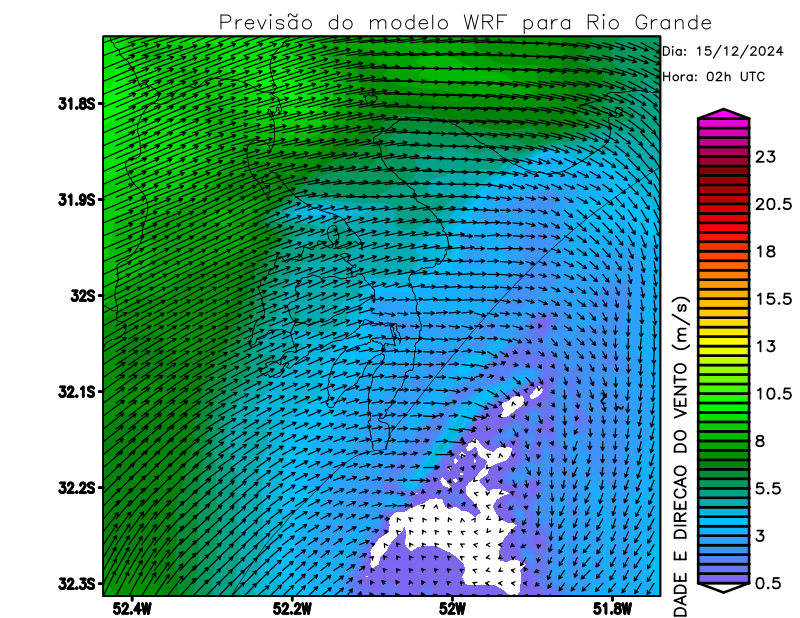 Previsão do modelo WRF para Rio Grande
Dia: 15/12/2024
Hora: 02h UTC
31.8S
31.9S
32S
32.1S
32.2S
32.3S
52.4W
52.2W
52W
51.8W
23
20.5
18
15.5
13
10.5
8
5.5
3
0.5
DADE E DIRECAO DO VENTO (m/s)